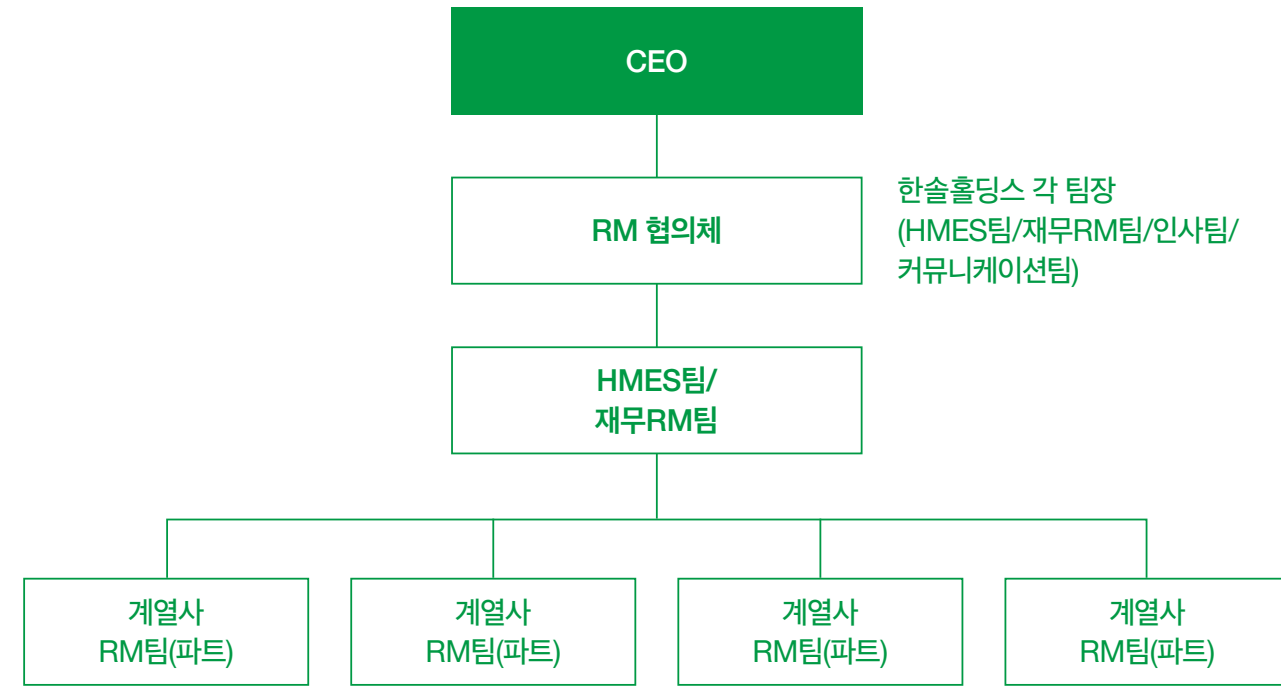 CEO
RM 협의체
한솔홀딩스 각 팀장
(HMES팀/재무RM팀/인사팀/
커뮤니케이션팀)
HMES팀/
재무RM팀
계열사
RM팀(파트)
계열사
RM팀(파트)
계열사
RM팀(파트)
계열사
RM팀(파트)